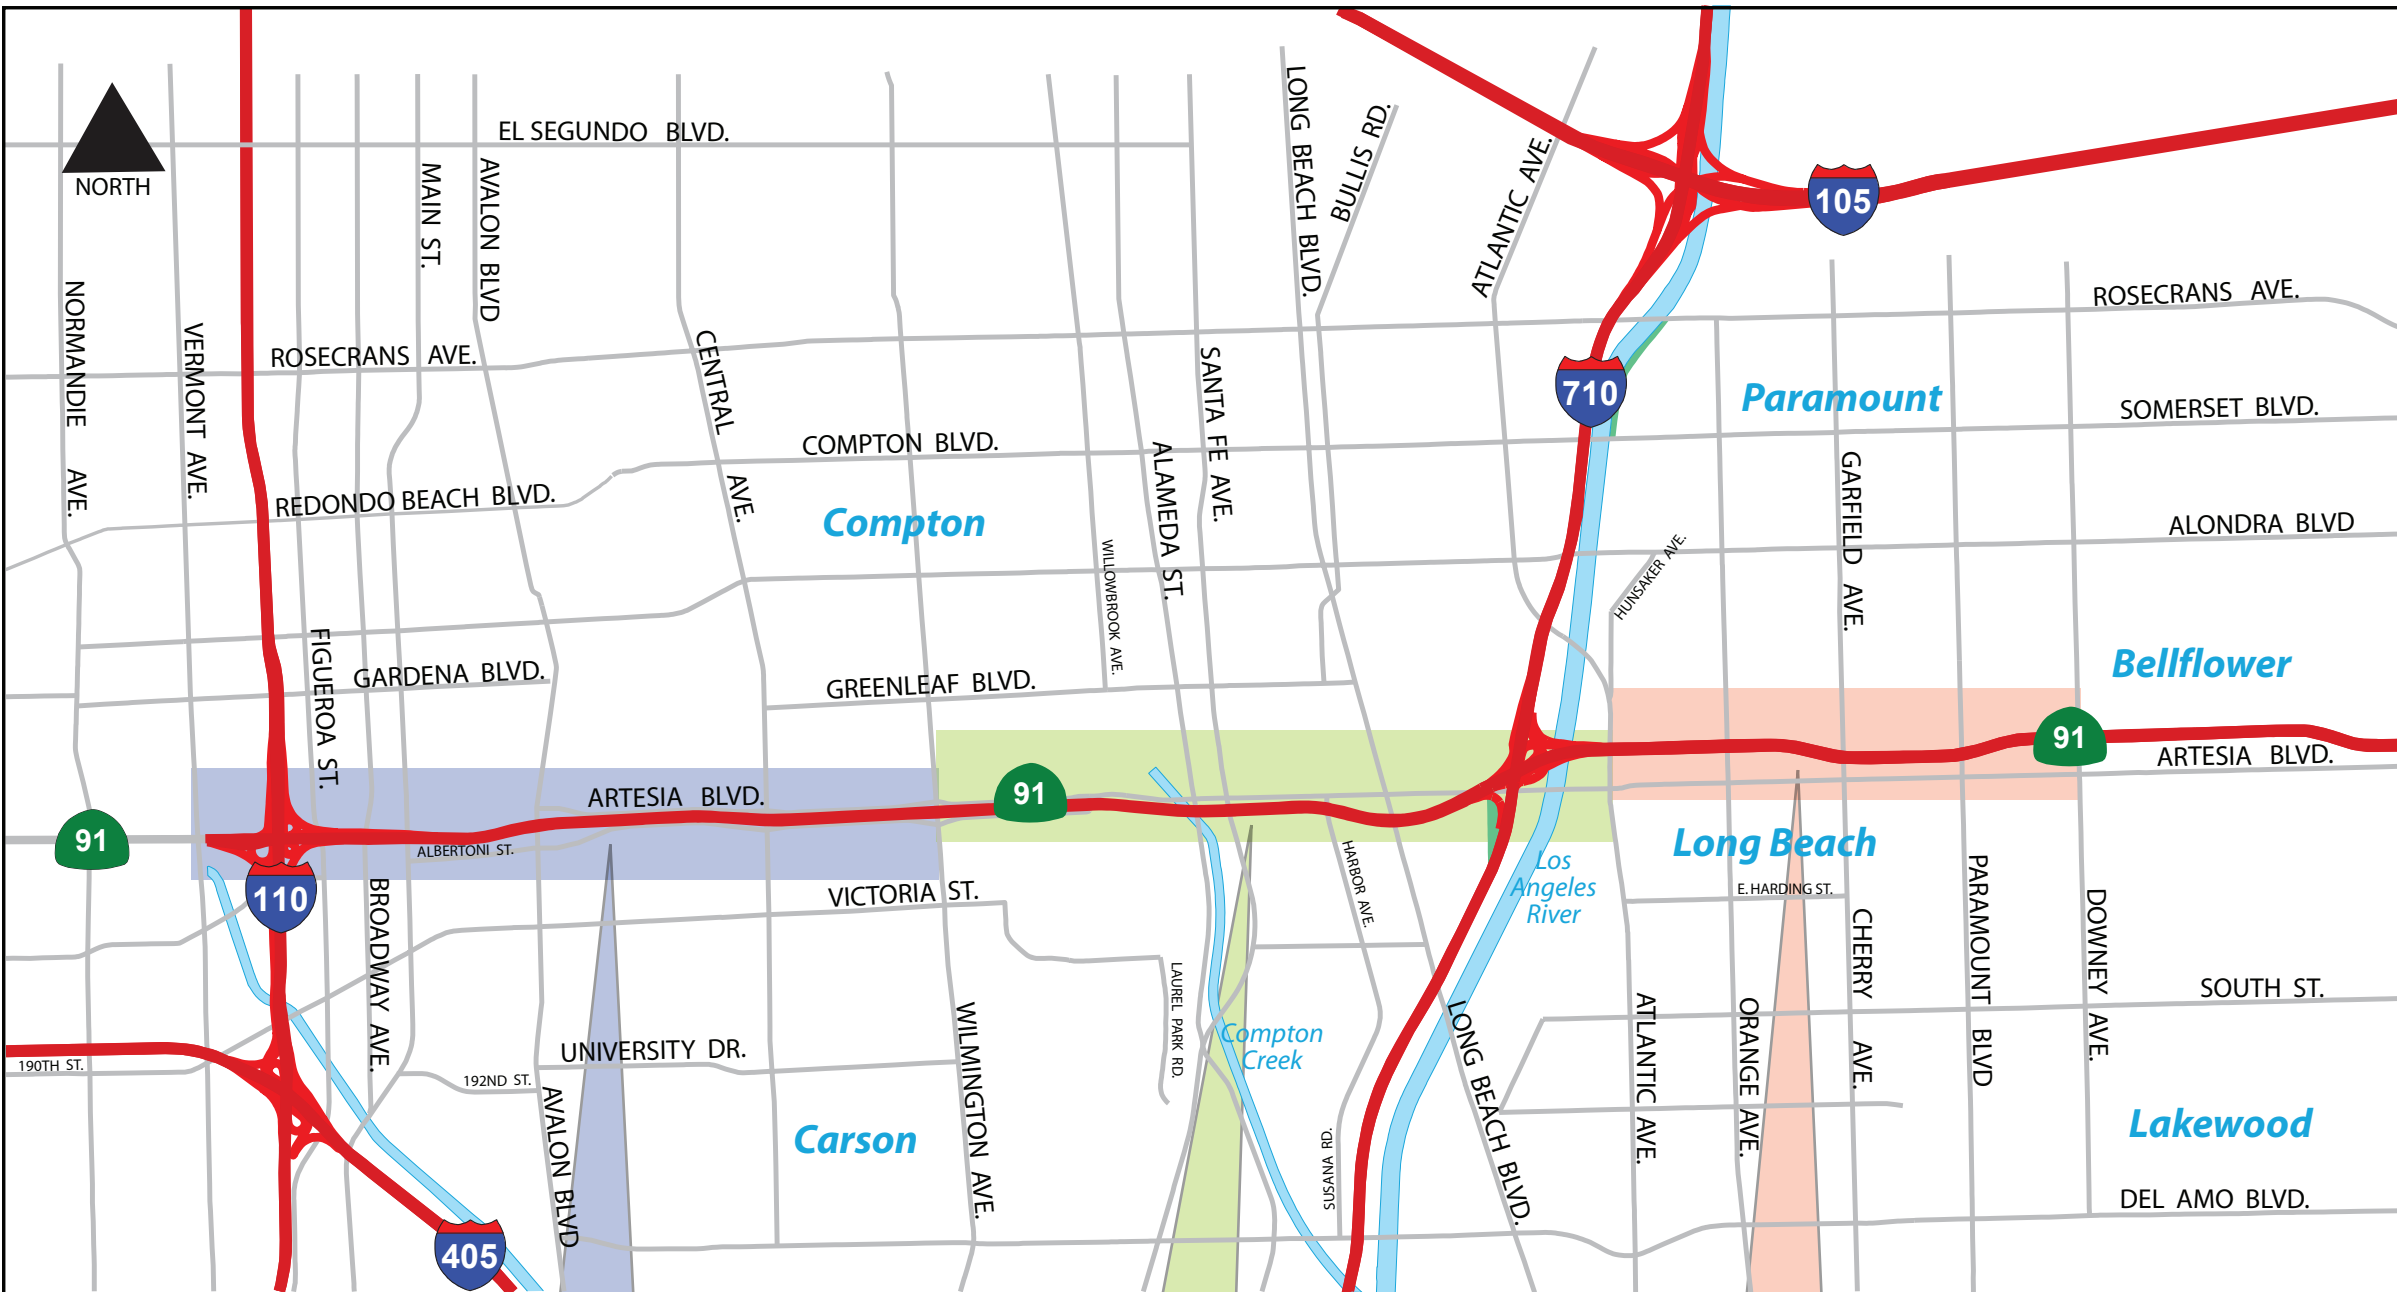 NORTH
EL SEGUNDO BLVD.
MAIN ST.
AVALON BLVD
LONG BEACH BLVD.
BULLIS RD.
ATLANTIC AVE.
105
NORMANDIE AVE.
VERMONT AVE.
ROSECRANS AVE.
CENTRAL AVE.
SANTA FE AVE.
ROSECRANS AVE.
710
Paramount
SOMERSET BLVD.
COMPTON BLVD.
ALAMEDA ST.
GARFIELD AVE.
REDONDO BEACH BLVD.
Compton
WILLOWBROOK AVE.
HUNSAKER AVE.
ALONDRA BLVD
FIGUEROA ST.
GARDENA BLVD.
GREENLEAF BLVD.
Bellflower
91
91
91
ARTESIA BLVD.
ARTESIA BLVD.
ALBERTONI ST.
110
BROADWAY AVE.
VICTORIA ST.
HARBOR AVE.
Los
Angeles
River
Long Beach
E. HARDING ST.
CHERRY AVE.
PARAMOUNT BLVD
DOWNEY AVE.
SOUTH ST.
LAUREL PARK RD.
WILMINGTON AVE.
Compton
Creek
LONG BEACH BLVD.
ATLANTIC AVE.
ORANGE AVE.
190TH ST.
UNIVERSITY DR.
192ND ST.
AVALON BLVD
Carson
SUSANA RD.
Lakewood
DEL AMO BLVD.
405